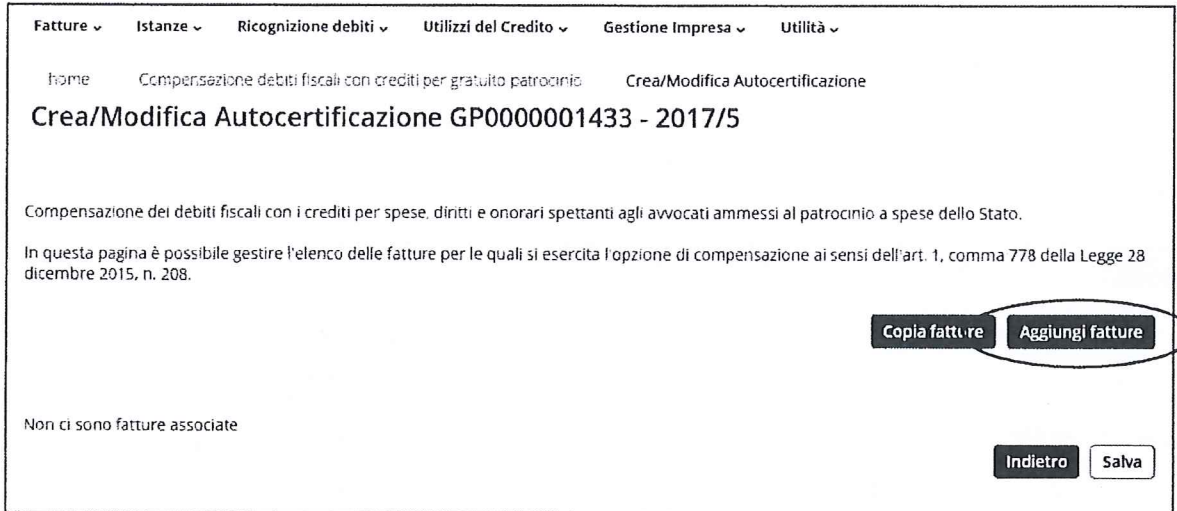 Fatture Istanze Ricognizione debiti Utilizzi del Credito Gestione Impresa Utilità
home Compensazione debiti fiscali con crediti per gratuito patrocinio Crea/Modifica Autocertificazione
Crea/Modifica Autocertificazione GP0000001433 - 2017/5
Compensazione dei debiti fiscali con i crediti per spese, diritti e onorari spettanti agli avvocati ammessi al patrocinio a spese dello Stato.
In questa pagina è possibile gestire l'elenco delle fatture per le quali si esercita l'opzione di compensazione ai sensi dell'art. 1, comma 778 della Legge 28
dicembre 2015, n. 208.
Copia fatture Aggiungi fatture
Non ci sono fatture associate
Indietro Salva